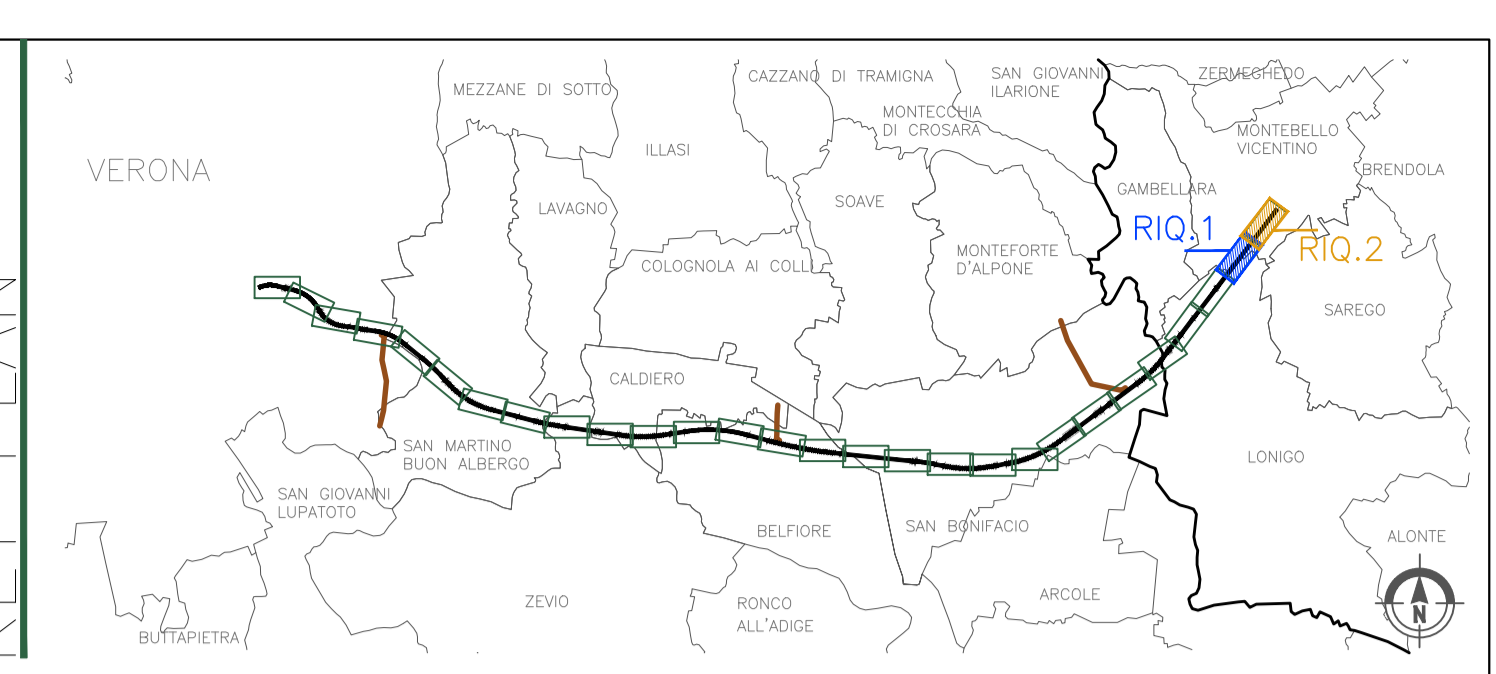 MEZZANE DI SOTTO
CAZZANO DI TRAMIGNA
SAN GIOVANNI
ILARIONE
ZERMEGHEDO
MONTECCHIA
DI CROSARA
MONTEBELLO
VICENTINO
VERONA
ILLASI
BRENDOLA
GAMBELLARA
LAVAGNO
SOAVE
RIQ.1
RIQ.2
MONTEFORTE
D'ALPONE
COLOGNOLA AI COLLI
SAREGO
CALDIERO
SAN MARTINO
BUON ALBERGO
LONIGO
SAN GIOVANNI
LUPATOTO
BELFIORE
SAN BONIFACIO
ALONTE
ZEVIO
RONCO
ALL'ADIGE
ARCOLE
N
BUTTAPIETRA